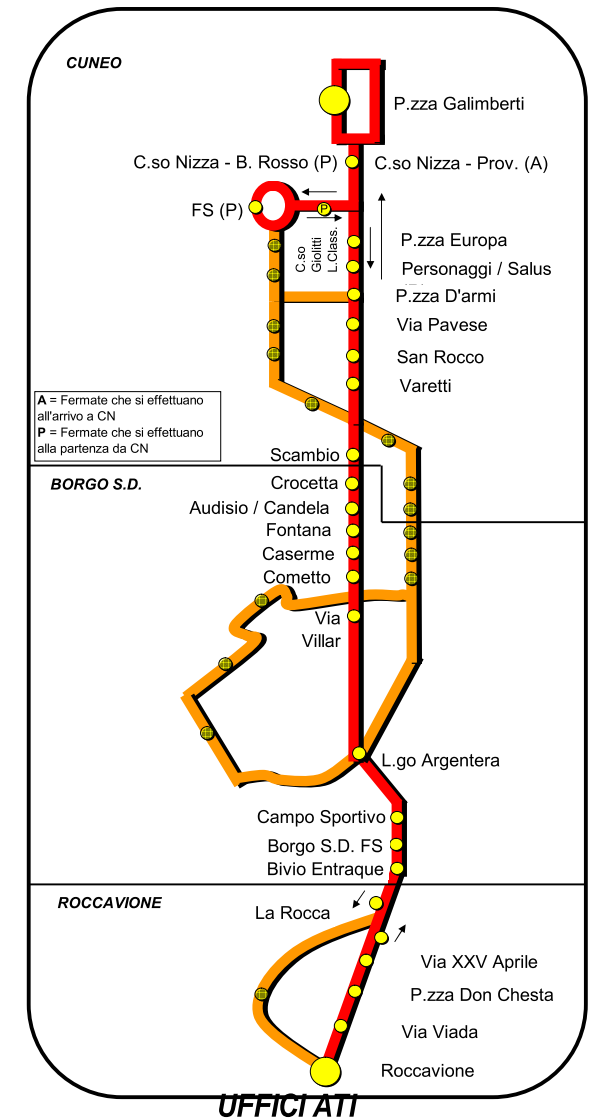 CUNEO
P.zza Galimberti
C.so Nizza - B. Rosso (P)
C.so Nizza - Prov. (A)
FS (P)
P
C.so
Giolitti
L.Class.
P.zza Europa
Personaggi / Salus
P.zza D'armi
Via Pavese
San Rocco
Varetti
A = Fermate che si effettuano
all'arrivo a CN
P = Fermate che si effettuano
alla partenza da CN
Scambio
BORGO S.D.
Crocetta
Audisio / Candela
Fontana
Caserme
Cometto
Via
Villar
L.go Argentera
Campo Sportivo
Borgo S.D. FS
Bivio Entraque
ROCCAVIONE
La Rocca
Via XXV Aprile
P.zza Don Chesta
Via Viada
Roccavione
UFFICI ATI